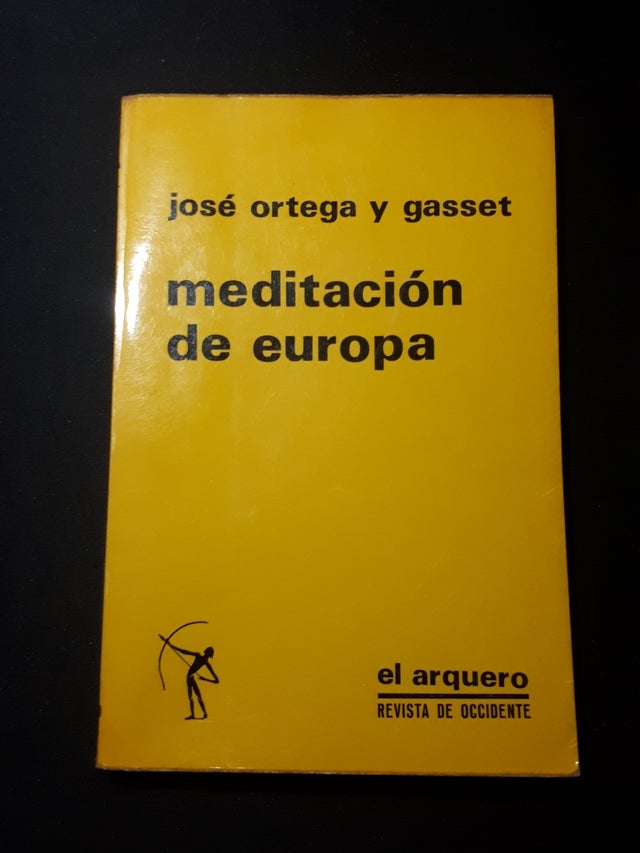 josé ortega y gasset
meditación
de europa
el arquero
REVISTA DE OCCIDENTE